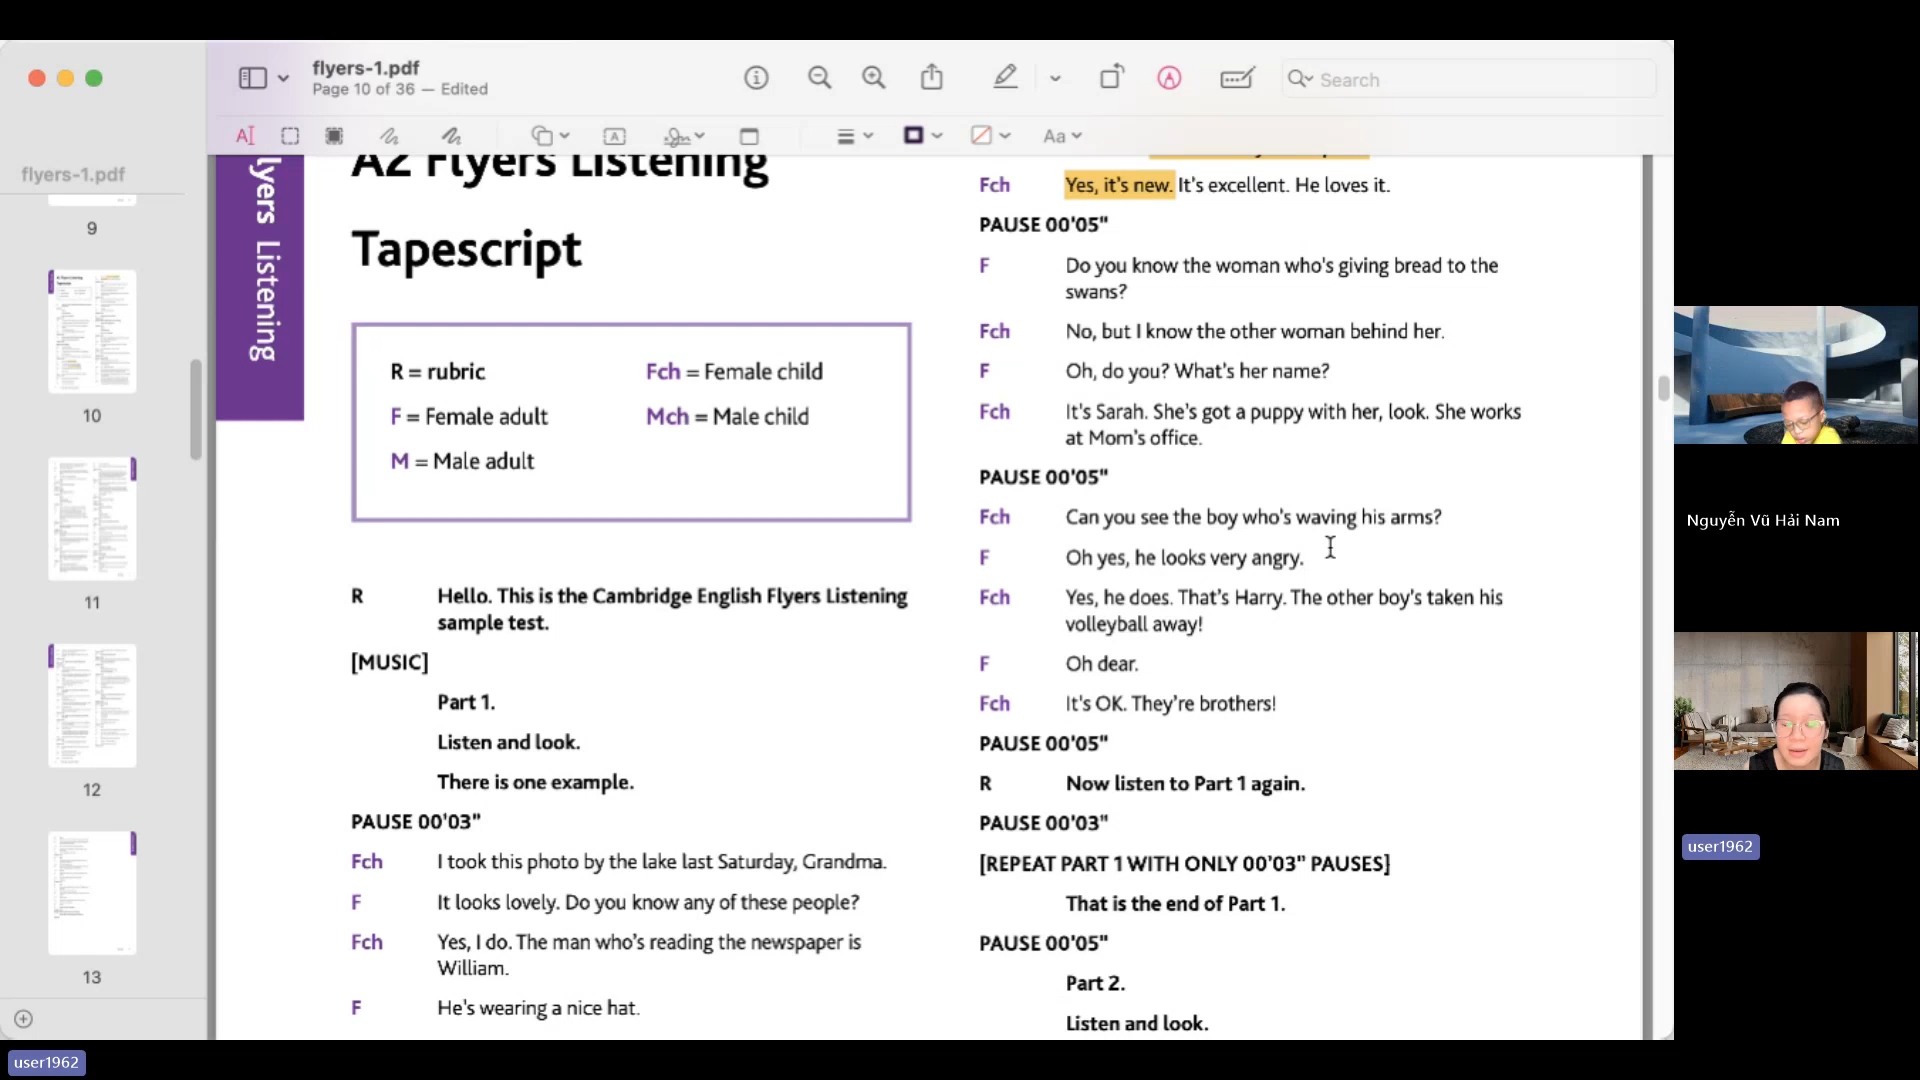 flyers-1.pdf
Page 10 of 36 — Edited
Search
Aa
flyers-1.pdf
9
10
11
12
13
lyers Listening
A2 Flyers Listening
Tapescript
R = rubric
Fch = Female child
F = Female adult
Mch = Male child
M = Male adult
R Hello. This is the Cambridge English Flyers Listening
sample test.
[MUSIC]
Part 1.
Listen and look.
There is one example.
PAUSE 00'03"
Fch I took this photo by the lake last Saturday, Grandma.
F It looks lovely. Do you know any of these people?
Fch Yes, I do. The man who's reading the newspaper is
William.
F He's wearing a nice hat.
Fch Yes, it's new. It's excellent. He loves it.
PAUSE 00'05"
F Do you know the woman who's giving bread to the
swans?
Fch No, but I know the other woman behind her.
F Oh, do you? What's her name?
Fch It's Sarah. She's got a puppy with her, look. She works
at Mom's office.
PAUSE 00'05"
Fch Can you see the boy who's waving his arms?
F Oh yes, he looks very angry.
Fch Yes, he does. That's Harry. The other boy's taken his
volleyball away!
F Oh dear.
Fch It's OK. They're brothers!
PAUSE 00'05"
R Now listen to Part 1 again.
PAUSE 00'03"
[REPEAT PART 1 WITH ONLY 00'03" PAUSES]
That is the end of Part 1.
PAUSE 00'05"
Part 2.
Listen and look.
Nguyễn Vũ Hải Nam
user1962
user1962